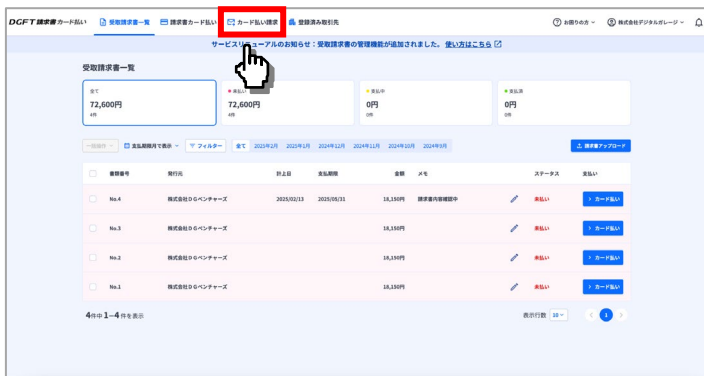 DGFT 請求書カード払い 受取請求書一覧 請求書カード払い カード払い請求 登録済み取引先 お困りの方 株式会社デジタルガレージ
サービスリニューアルのお知らせ：受取請求書の管理機能が追加されました。 使い方はこちら
受取請求書一覧
全て 未払い 支払中 支払済
72,600円 72,600円 0円 0円
4件 4件 0件 0件
一括操作 支払期限月で表示 フィルター 全て 2025年2月 2025年1月 2024年12月 2024年11月 2024年10月 2024年9月 請求書アップロード
書類番号 発行元 計上日 支払期限 金額 メモ ステータス 支払い
No.4 株式会社ＤＧベンチャーズ 2025/02/13 2025/05/31 18,150円 請求書内容確認中 未払い カード払い
No.3 株式会社ＤＧベンチャーズ 18,150円 未払い カード払い
No.2 株式会社ＤＧベンチャーズ 18,150円 未払い カード払い
No.1 株式会社ＤＧベンチャーズ 18,150円 未払い カード払い
4件中 1—4 件を表示 表示行数 10 1